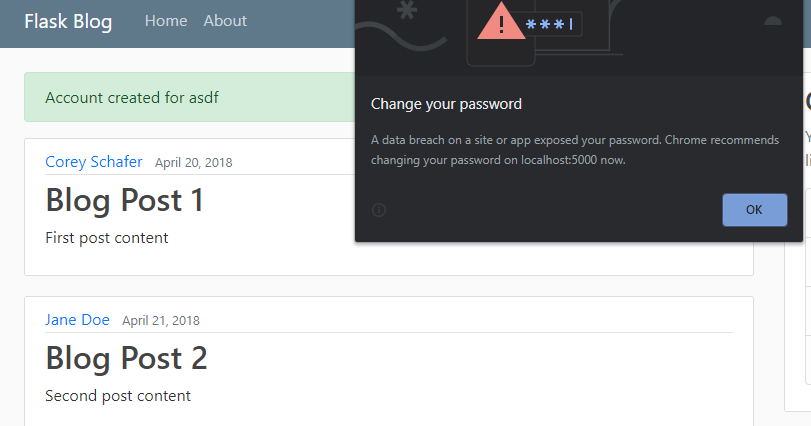 Flask Blog Home About
***|
Account created for asdf
Change your password
A data breach on a site or app exposed your password. Chrome recommends
changing your password on localhost:5000 now.
OK
Corey Schafer April 20, 2018
Blog Post 1
First post content
Jane Doe April 21, 2018
Blog Post 2
Second post content